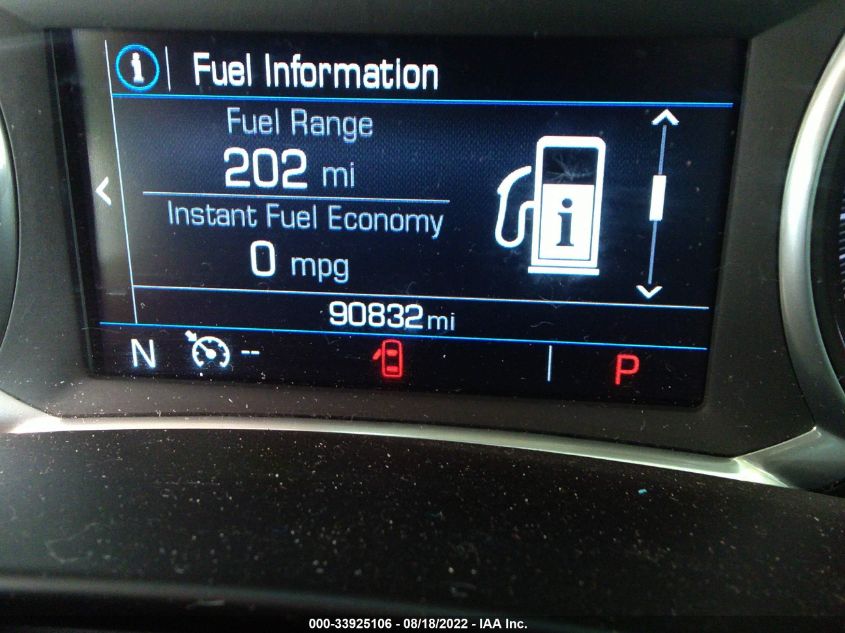 i Fuel Information
Fuel Range
202 mi
Instant Fuel Economy
0 mpg
i
90832 mi
N -- P
000-33925106 - 08/18/2022 - IAA Inc.